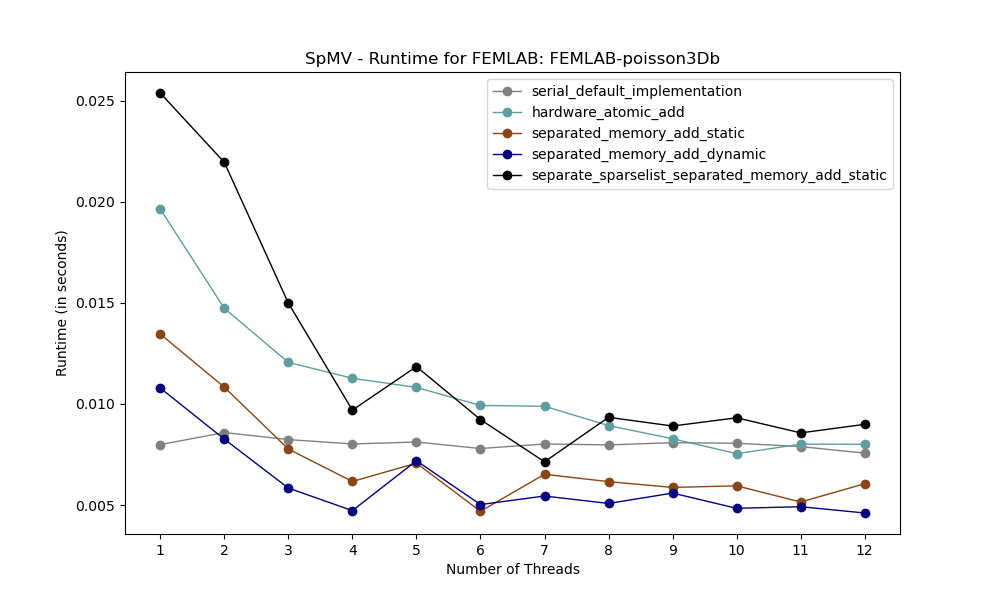 SpMV - Runtime for FEMLAB: FEMLAB-poisson3Db
serial_default_implementation
hardware_atomic_add
separated_memory_add_static
separated_memory_add_dynamic
separate_sparselist_separated_memory_add_static
Runtime (in seconds)
0.025
0.020
0.015
0.010
0.005
1 2 3 4 5 6 7 8 9 10 11 12
Number of Threads